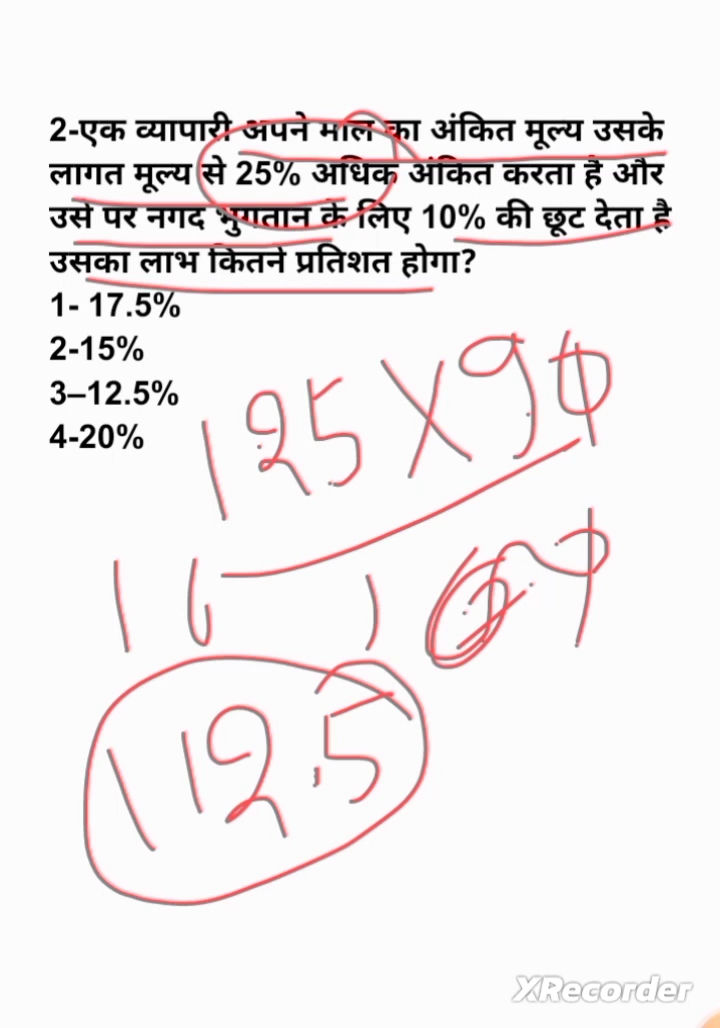 2-एक व्यापारी अपने माल का अंकित मूल्य उसके
लागत मूल्य से 25% अधिक अंकित करता है और
उसे पर नगद भुगतान के लिए 10% की छूट देता है
उसका लाभ कितने प्रतिशत होगा?
1- 17.5%
2-15%
3–12.5%
4-20%
125 X 90
112.5
XRecorder